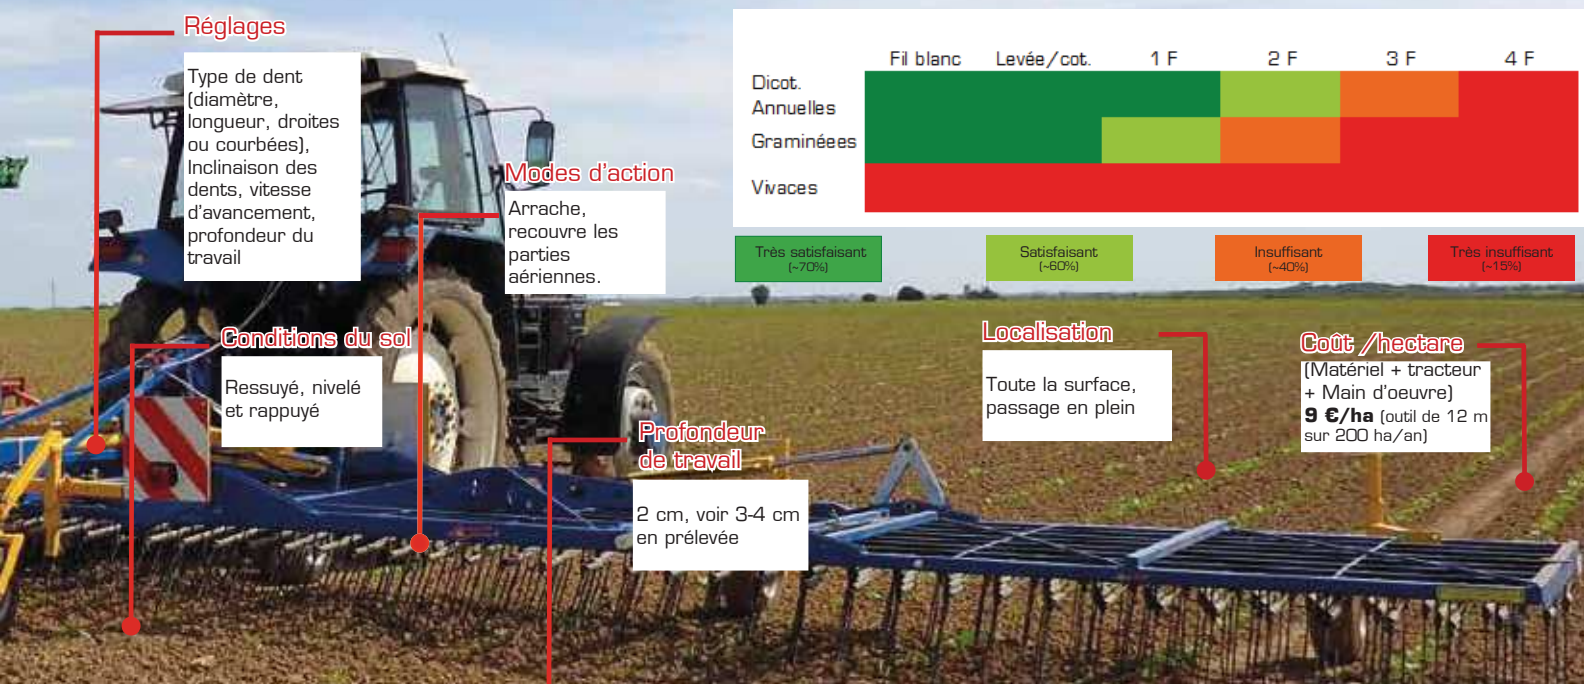 Réglages
Type de dent
(diamètre,
longueur, droites
ou courbées),
Inclinaison des
dents, vitesse
d'avancement,
profondeur du
travail
Modes d'action
Arrache,
recouvre les
parties
aériennes.
Conditions du sol
Ressuyé, nivelé
et rappuyé
Profondeur
de travail
2 cm, voir 3-4 cm
en prélevée
Fil blanc Levée/cot. 1 F 2 F 3 F 4 F
Dicot.
Annuelles
Graminéees
Vivaces
Très satisfaisant
(~70%)
Satisfaisant
(~60%)
Insuffisant
(~40%)
Très insuffisant
(~15%)
Localisation
Toute la surface,
passage en plein
Coût /hectare
(Matériel + tracteur
+ Main d'oeuvre)
9 €/ha (outil de 12 m
sur 200 ha/an)